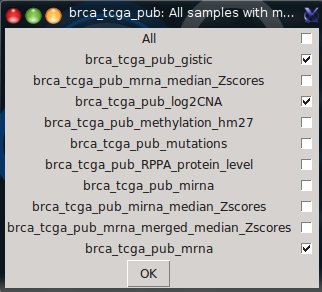 brca_tcga_pub: All samples with m...
All
brca_tcga_pub_gistic
brca_tcga_pub_mrna_median_Zscores
brca_tcga_pub_log2CNA
brca_tcga_pub_methylation_hm27
brca_tcga_pub_mutations
brca_tcga_pub_RPPA_protein_level
brca_tcga_pub_mirna
brca_tcga_pub_mirna_median_Zscores
brca_tcga_pub_mrna_merged_median_Zscores
brca_tcga_pub_mrna
OK